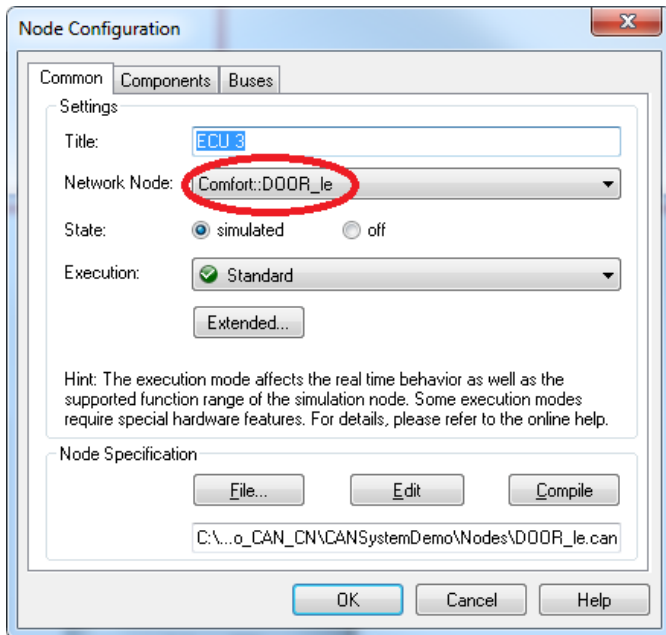 Node Configuration
Common Components Buses
Settings
Title: ECU 3
Network Node: Comfort::DOOR_le
State: simulated off
Execution: Standard
Extended...
Hint: The execution mode affects the real time behavior as well as the
supported function range of the simulation node. Some execution modes
require special hardware features. For details, please refer to the online help.
Node Specification
File... Edit Compile
C:\...o_CAN_CN\CANSystemDemo\Nodes\DOOR_le.can
OK Cancel Help